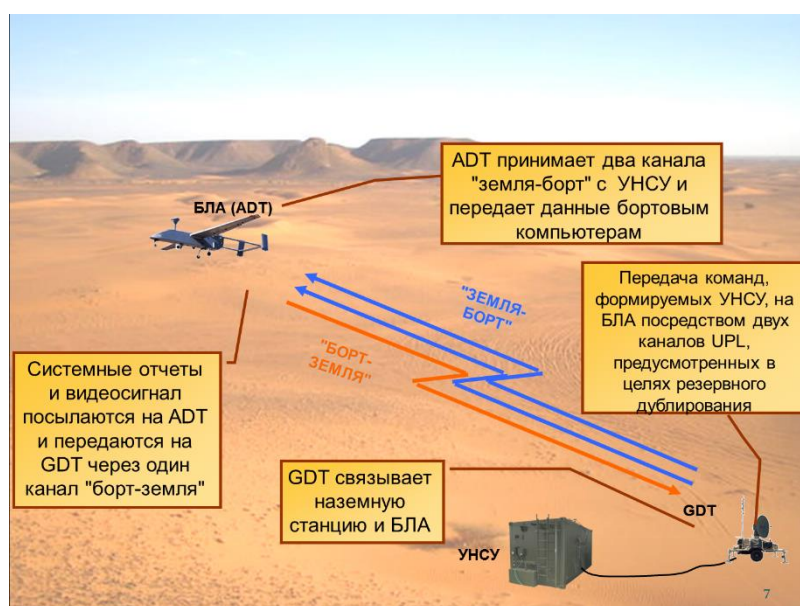 ADT принимает два канала
"земля-борт" с УНСУ и
передает данные бортовым
компьютерам
БЛА (ADT)
Передача команд,
формируемых УНСУ, на
БЛА посредством двух
каналов UPL,
предусмотренных в
целях резервного
дублирования
"ЗЕМЛЯ-
БОРТ"
"БОРТ-
ЗЕМЛЯ"
Системные отчеты
и видеосигнал
посылаются на ADT
и передаются на
GDT через один
канал "борт-земля"
GDT связывает
наземную
станцию и БЛА
GDT
УНСУ
7